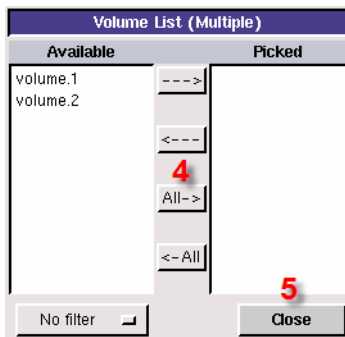 Volume List (Multiple)
Available Picked
volume.1 --->
volume.2
<---
4
All->
<-All
5
No filter Close